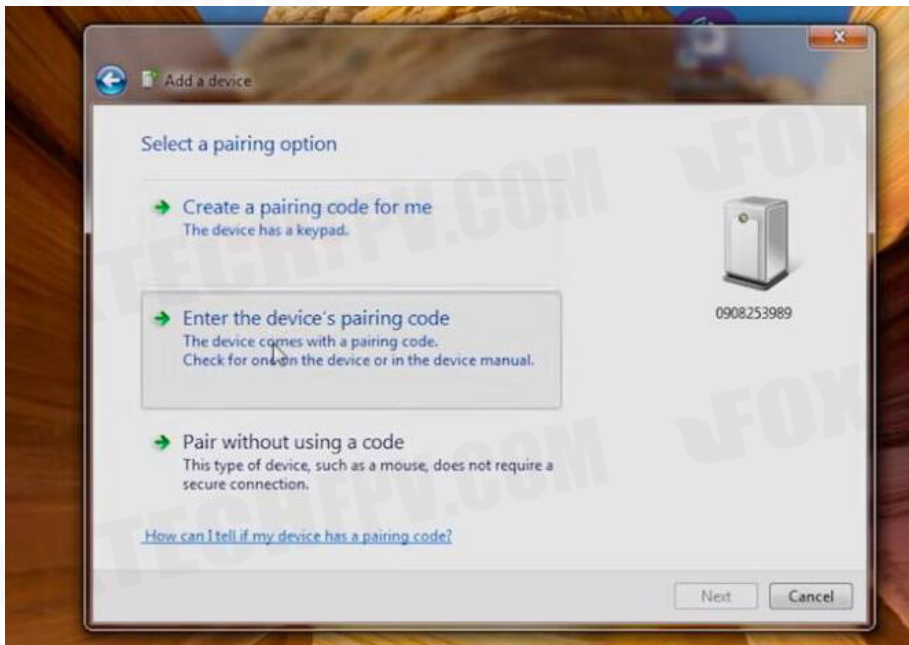 Add a device
Select a pairing option
Create a pairing code for me
The device has a keypad.
Enter the device's pairing code
The device comes with a pairing code.
Check for one on the device or in the device manual.
0908253989
Pair without using a code
This type of device, such as a mouse, does not require a
secure connection.
How can I tell if my device has a pairing code?
Next
Cancel
TECHFPV.COM
FOX
TECHFPV.COM
FOX